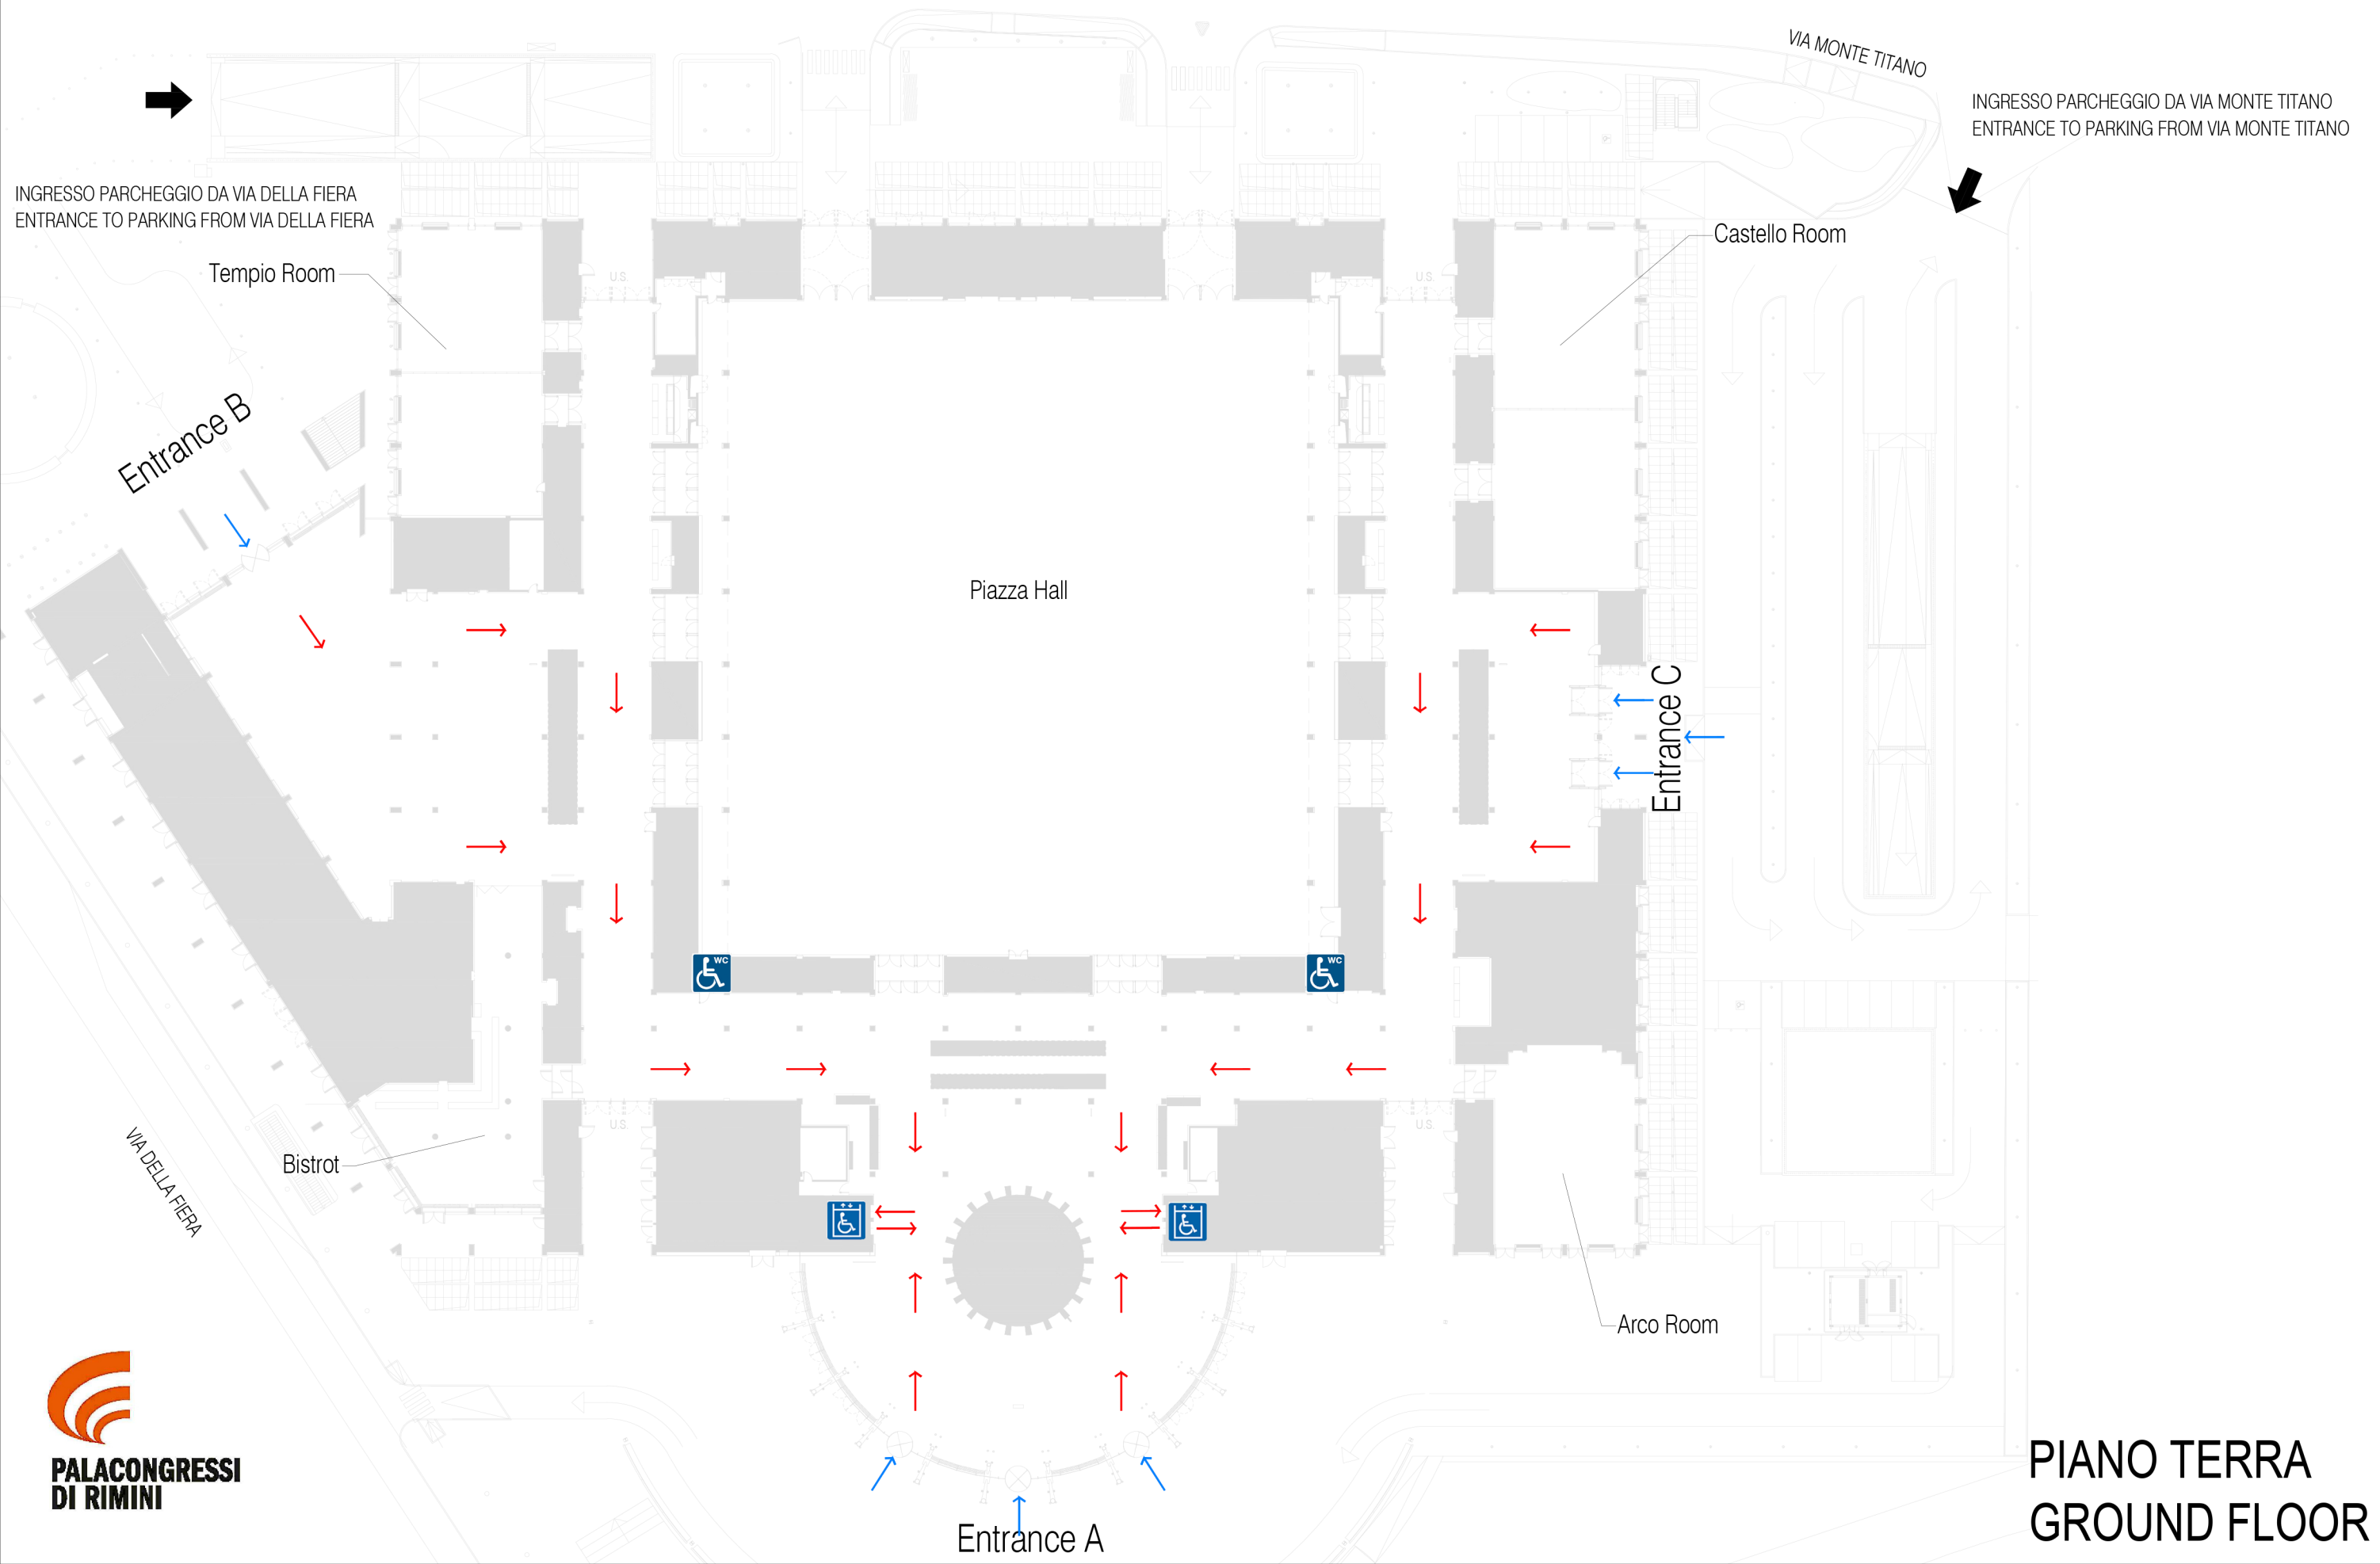 VIA MONTE TITANO
INGRESSO PARCHEGGIO DA VIA MONTE TITANO
ENTRANCE TO PARKING FROM VIA MONTE TITANO
INGRESSO PARCHEGGIO DA VIA DELLA FIERA
ENTRANCE TO PARKING FROM VIA DELLA FIERA
Castello Room
Tempio Room
U.S.
U.S.
Entrance B
Piazza Hall
Entrance C
WC
WC
U.S.
U.S.
Bistrot
VIA DELLA FIERA
Arco Room
PALACONGRESSI
DI RIMINI
Entrance A
PIANO TERRA
GROUND FLOOR